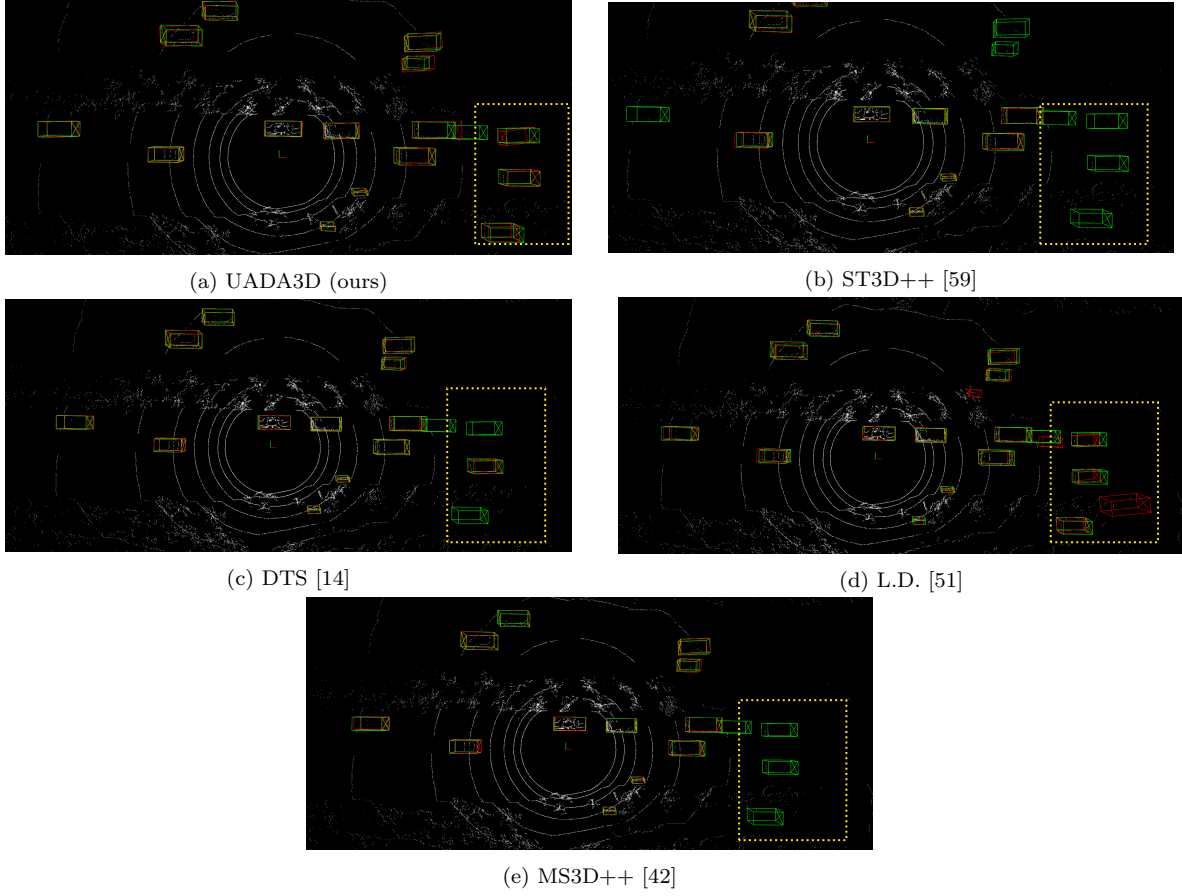 (a) UADA3D (ours)
(b) ST3D++ [59]
(c) DTS [14]
(d) L.D. [51]
(e) MS3D++ [42]